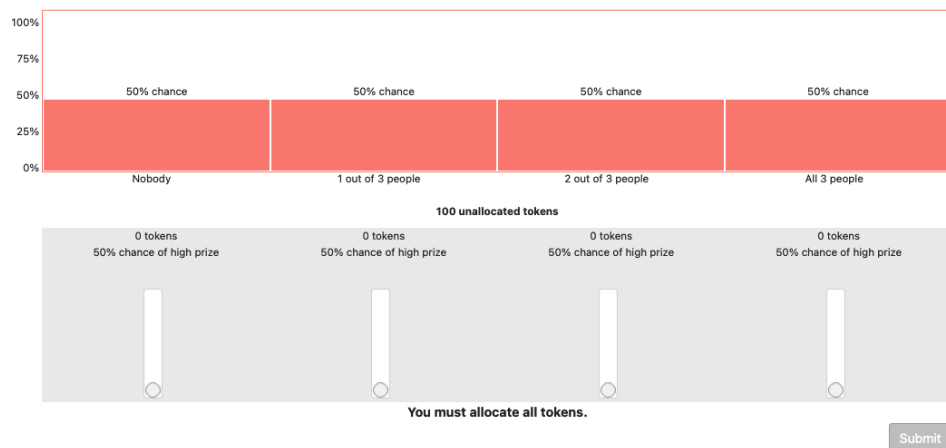 100%
75%
50%
25%
0%
50% chance 50% chance 50% chance 50% chance
Nobody 1 out of 3 people 2 out of 3 people All 3 people
100 unallocated tokens
0 tokens 0 tokens 0 tokens 0 tokens
50% chance of high prize 50% chance of high prize 50% chance of high prize 50% chance of high prize
You must allocate all tokens.
Submit